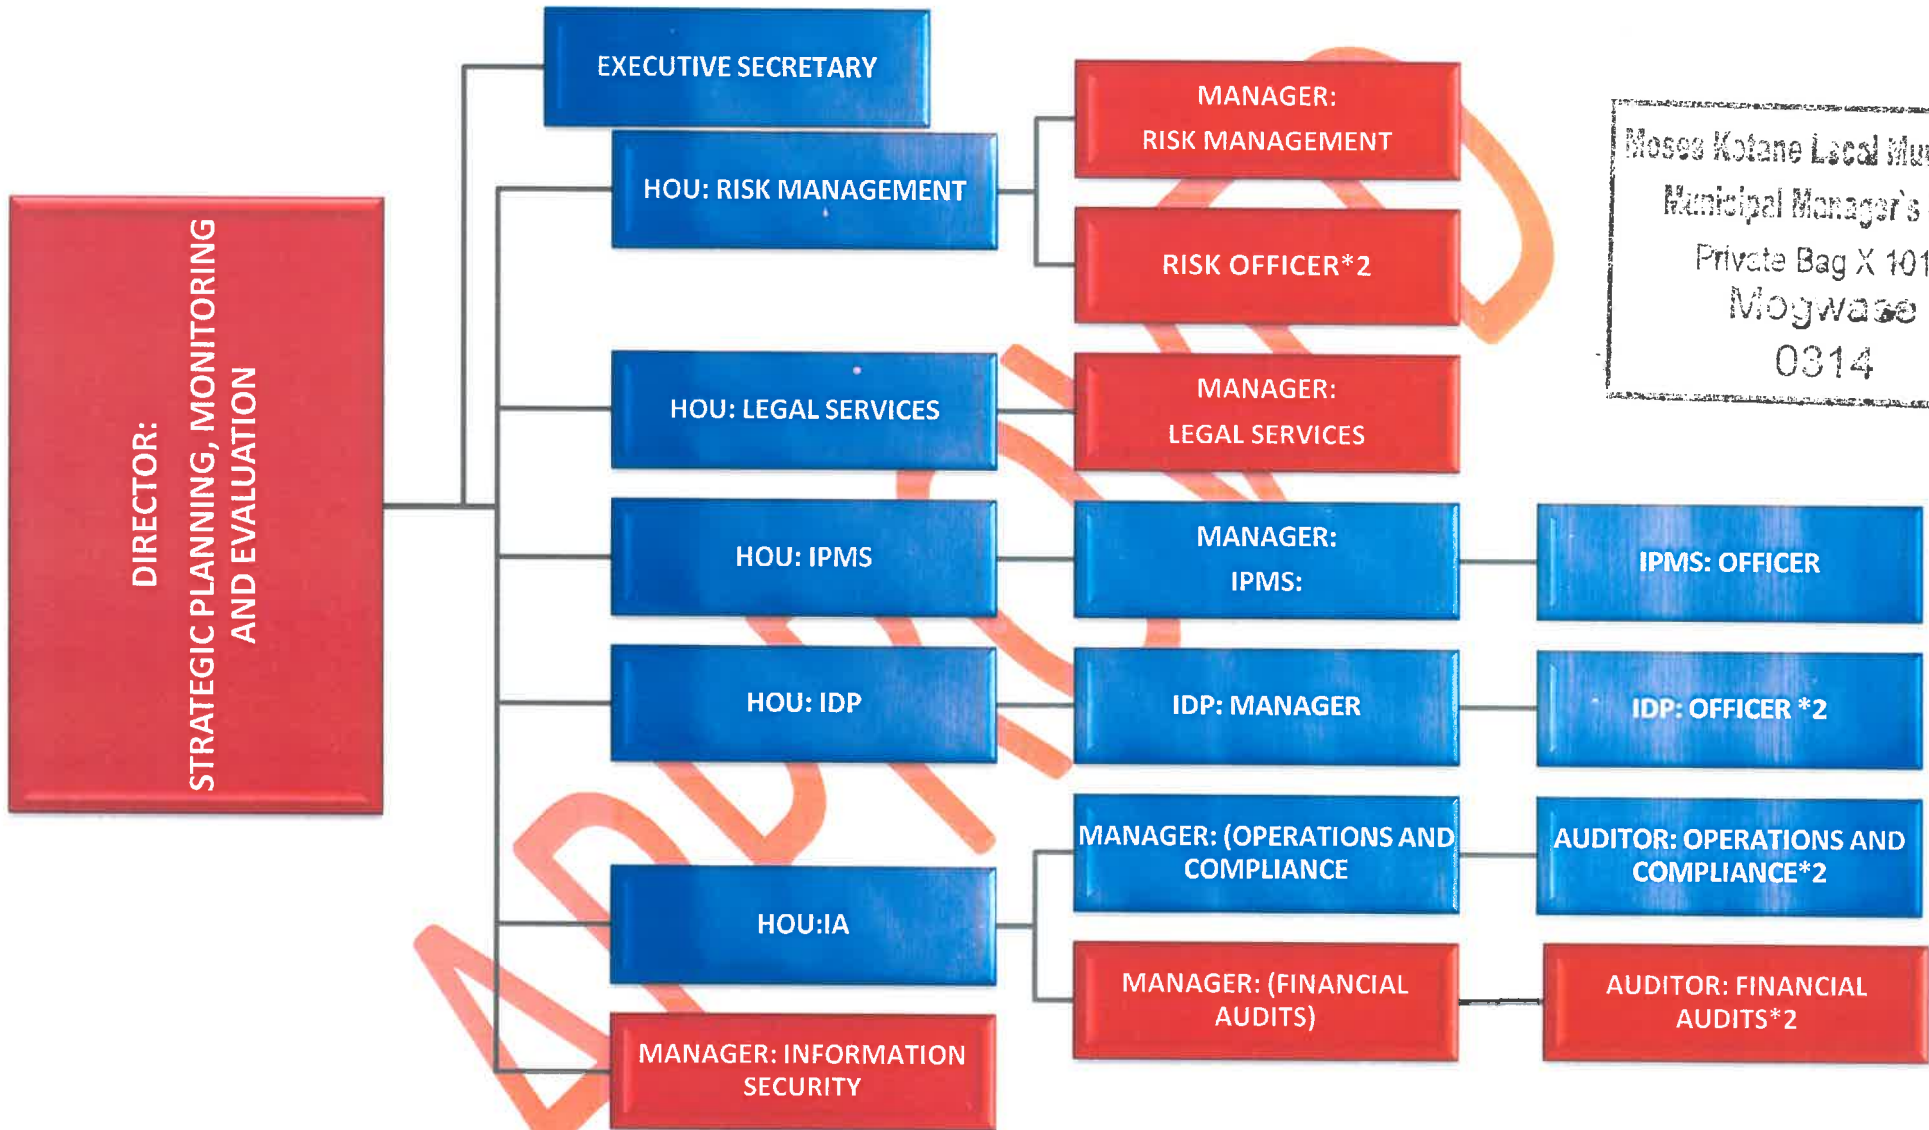 DIRECTOR:
STRATEGIC PLANNING, MONITORING
AND EVALUATION
EXECUTIVE SECRETARY
HOU: RISK MANAGEMENT
MANAGER:
RISK MANAGEMENT
RISK OFFICER*2
HOU: LEGAL SERVICES
MANAGER:
LEGAL SERVICES
HOU: IPMS
MANAGER:
IPMS:
IPMS: OFFICER
HOU: IDP
IDP: MANAGER
IDP: OFFICER *2
HOU:IA
MANAGER: (OPERATIONS AND
COMPLIANCE
AUDITOR: OPERATIONS AND
COMPLIANCE*2
MANAGER: (FINANCIAL
AUDITS)
AUDITOR: FINANCIAL
AUDITS*2
MANAGER: INFORMATION
SECURITY
Moses Kotane Local
Municipal Manager's
Private Bag X 101
Mogwase
0314
APPROVED